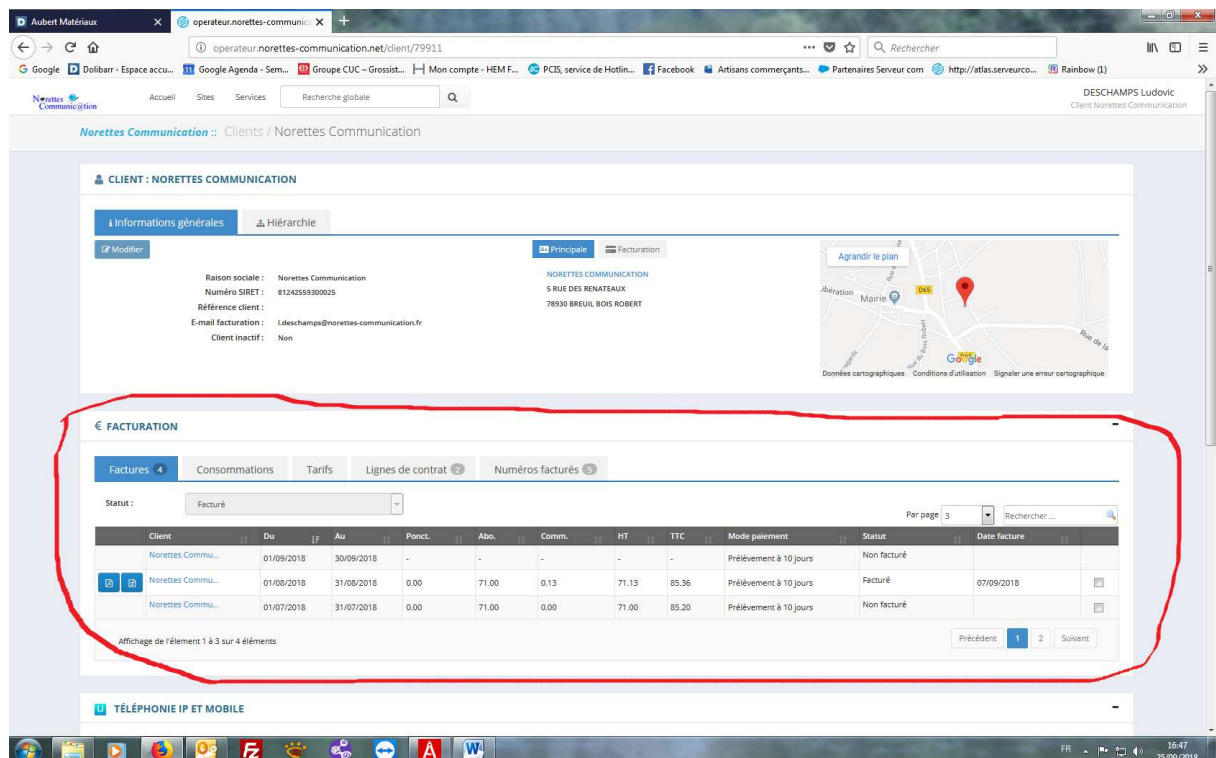 Aubert Matériaux
operateur.norettes-communic
operateur.norettes-communication.net/client/79911
Rechercher
Google Dolibarr - Espace accu... Google Agenda - Sem... Groupe CUC – Grossist... Mon compte - HEM F... PCIS, service de Hotlin... Facebook Artisans commerçants... Partenaires Serveur com http://atlas.serveurco... Rainbow (1)
Norettes Communic@tion
Accueil Sites Services Recherche globale
DESCHAMPS Ludovic
Client Norettes Communication
Norettes Communication :: Clients / Norettes Communication
CLIENT : NORETTES COMMUNICATION
Informations générales Hiérarchie
Modifier
Raison sociale : Norettes Communication
Numéro SIRET : 81242559300025
Référence client :
E-mail facturation : l.deschamps@norettes-communication.fr
Client inactif : Non
Principale Facturation
NORETTES COMMUNICATION
5 RUE DES RENATEAUX
78930 BREUIL BOIS ROBERT
Agrandir le plan
Mairie
D65
Rue de la
Google
Données cartographiques Conditions d'utilisation Signaler une erreur cartographique
€ FACTURATION
Factures 4 Consommations Tarifs Lignes de contrat 2 Numéros facturés 5
Statut : Facturé
Par page 3 Rechercher ...
Client Du Au Ponct. Abo. Comm. HT TTC Mode paiement Statut Date facture
Norettes Commu... 01/09/2018 30/09/2018 - - - - - Prélèvement à 10 jours Non facturé
Norettes Commu... 01/08/2018 31/08/2018 0.00 71.00 0.13 71.13 85.36 Prélèvement à 10 jours Facturé 07/09/2018
Norettes Commu... 01/07/2018 31/07/2018 0.00 71.00 0.00 71.00 85.20 Prélèvement à 10 jours Non facturé
Affichage de l'élement 1 à 3 sur 4 éléments
Précédent 1 2 Suivant
TÉLÉPHONIE IP ET MOBILE
FR
16:47
25/09/2018